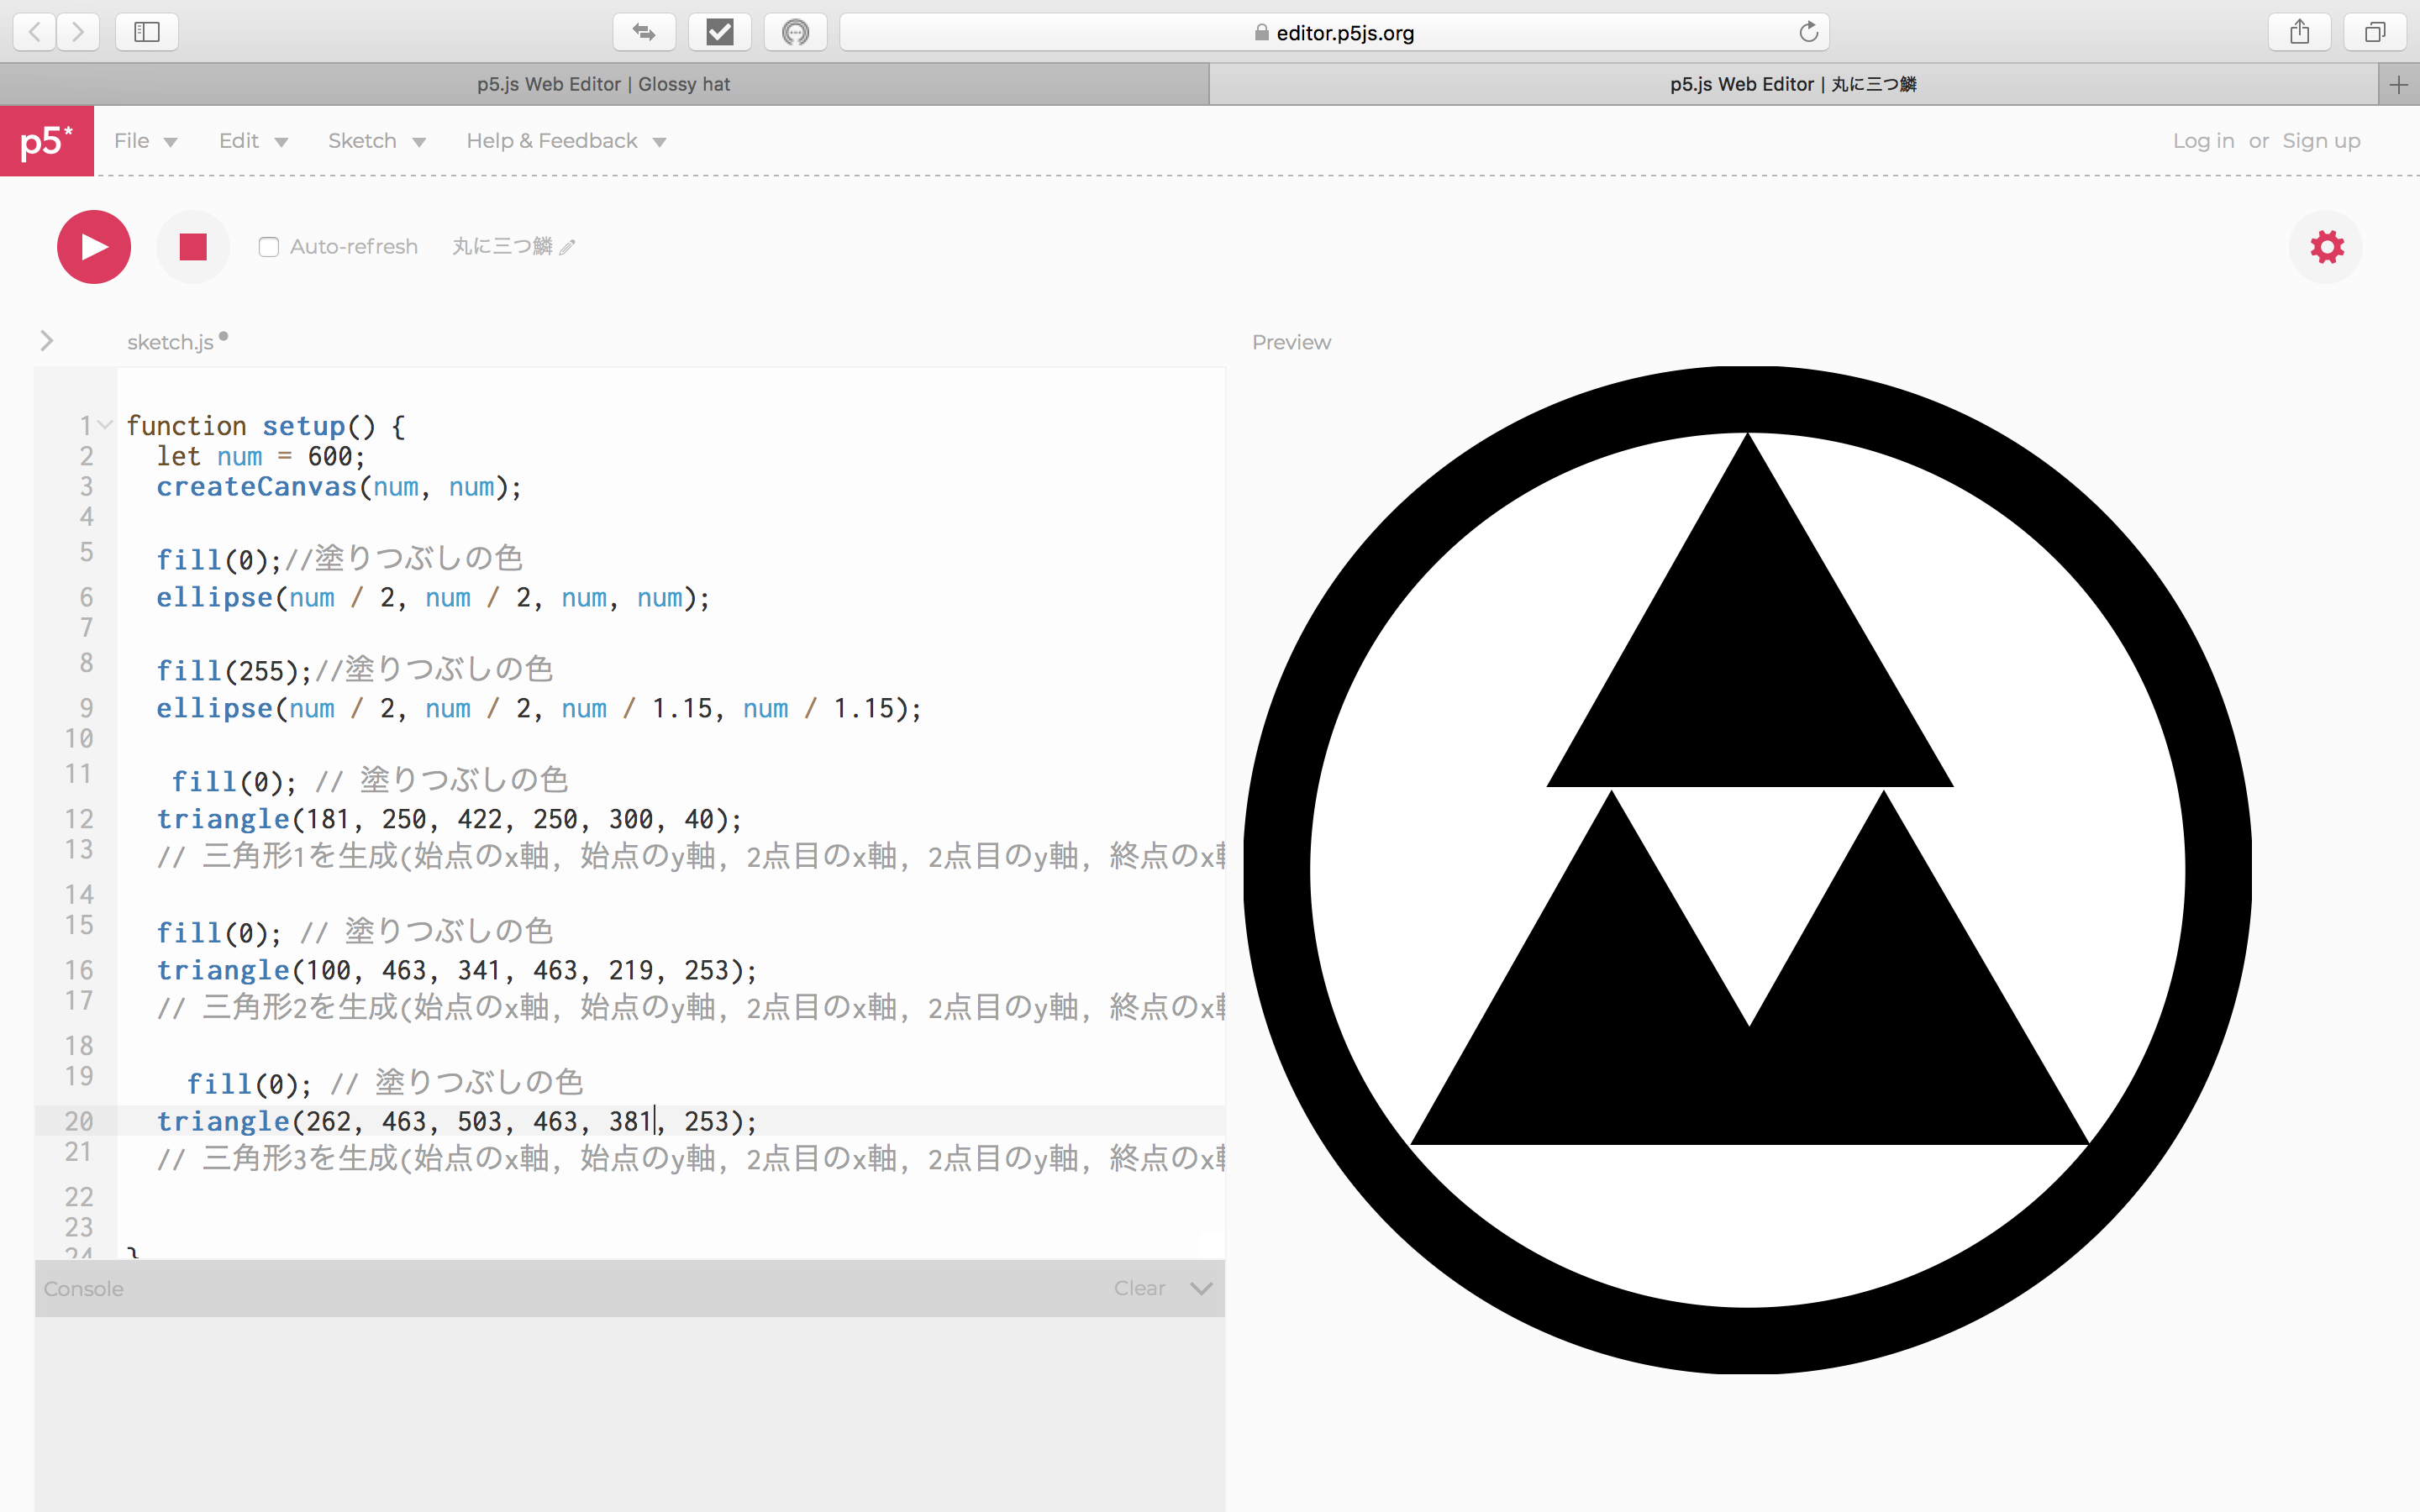 editor.p5js.org
p5.js Web Editor | Glossy hat
p5.js Web Editor | 丸に三つ鱗
p5*
File
Edit
Sketch
Help & Feedback
Log in or Sign up
Auto-refresh
丸に三つ鱗
sketch.js
Preview
1 function setup() {
2 let num = 600;
3 createCanvas(num, num);
4
5 fill(0);//塗りつぶしの色
6 ellipse(num / 2, num / 2, num, num);
7
8 fill(255);//塗りつぶしの色
9 ellipse(num / 2, num / 2, num / 1.15, num / 1.15);
10
11 fill(0); // 塗りつぶしの色
12 triangle(181, 250, 422, 250, 300, 40);
13 // 三角形1を生成(始点のx軸, 始点のy軸, 2点目のx軸, 2点目のy軸, 終点のx
14
15 fill(0); // 塗りつぶしの色
16 triangle(100, 463, 341, 463, 219, 253);
17 // 三角形2を生成(始点のx軸, 始点のy軸, 2点目のx軸, 2点目のy軸, 終点のx
18
19 fill(0); // 塗りつぶしの色
20 triangle(262, 463, 503, 463, 381, 253);
21 // 三角形3を生成(始点のx軸, 始点のy軸, 2点目のx軸, 2点目のy軸, 終点のx
22
23
24 }
Console
Clear